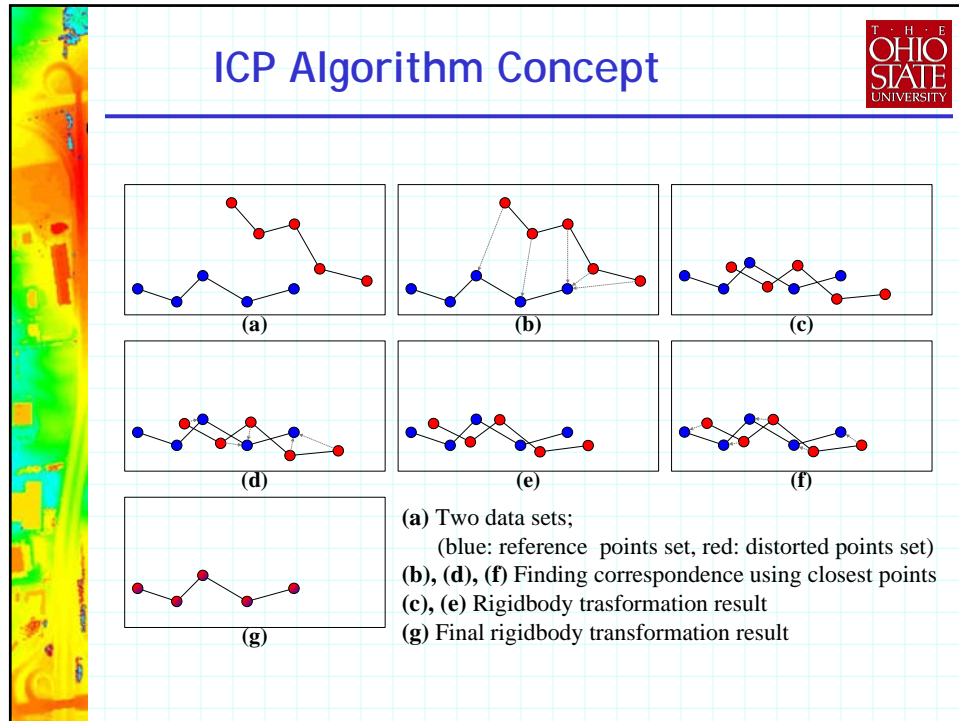 ICP Algorithm Concept
T · H · E
OHIO
STATE
UNIVERSITY
(a)
(b)
(c)
(d)
(e)
(f)
(g)
(a) Two data sets;
(blue: reference points set, red: distorted points set)
(b), (d), (f) Finding correspondence using closest points
(c), (e) Rigidbody trasformation result
(g) Final rigidbody transformation result